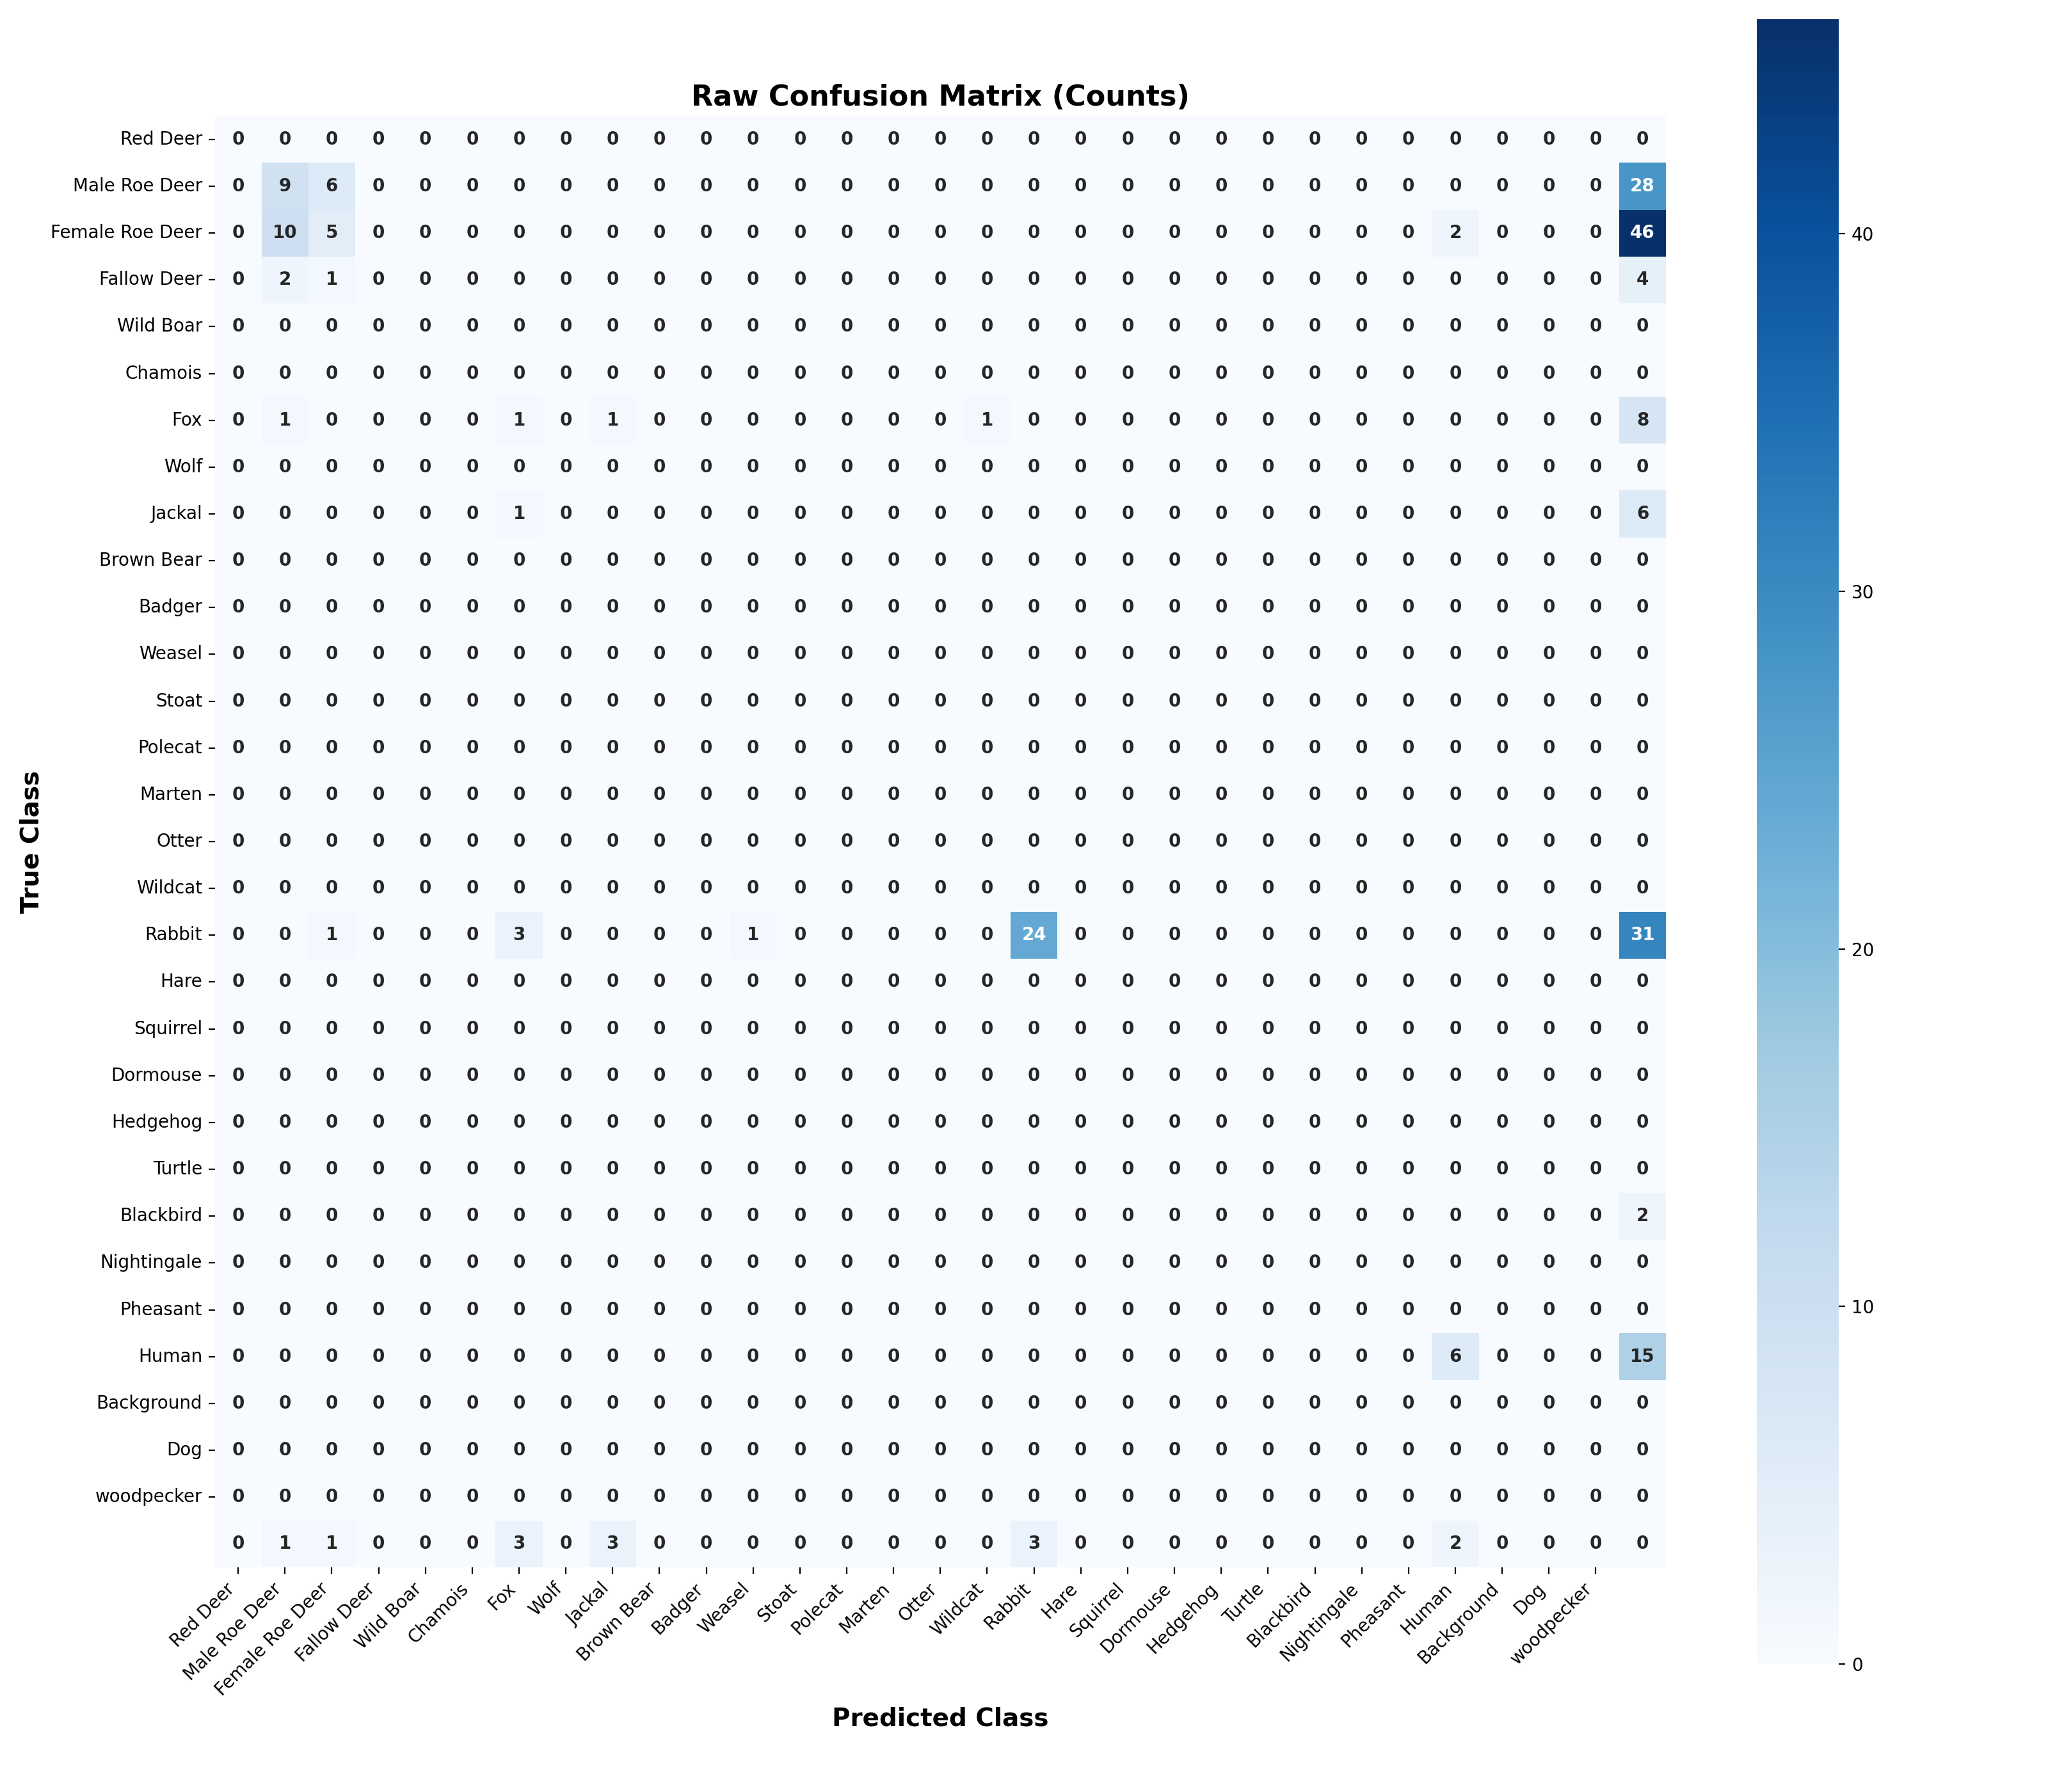 Raw Confusion Matrix (Counts)
Red Deer 0 0 0 0 0 0 0 0 0 0 0 0 0 0 0 0 0 0 0 0 0 0 0 0 0 0 0 0 0 0 0
Male Roe Deer 0 9 6 0 0 0 0 0 0 0 0 0 0 0 0 0 0 0 0 0 0 0 0 0 0 0 0 0 0 0 28
Female Roe Deer 0 10 5 0 0 0 0 0 0 0 0 0 0 0 0 0 0 0 0 0 0 0 0 0 0 0 2 0 0 0 46
Fallow Deer 0 2 1 0 0 0 0 0 0 0 0 0 0 0 0 0 0 0 0 0 0 0 0 0 0 0 0 0 0 0 4
Wild Boar 0 0 0 0 0 0 0 0 0 0 0 0 0 0 0 0 0 0 0 0 0 0 0 0 0 0 0 0 0 0 0
Chamois 0 0 0 0 0 0 0 0 0 0 0 0 0 0 0 0 0 0 0 0 0 0 0 0 0 0 0 0 0 0 0
Fox 0 1 0 0 0 0 1 0 1 0 0 0 0 0 0 0 1 0 0 0 0 0 0 0 0 0 0 0 0 0 8
Wolf 0 0 0 0 0 0 0 0 0 0 0 0 0 0 0 0 0 0 0 0 0 0 0 0 0 0 0 0 0 0 0
Jackal 0 0 0 0 0 0 1 0 0 0 0 0 0 0 0 0 0 0 0 0 0 0 0 0 0 0 0 0 0 0 6
Brown Bear 0 0 0 0 0 0 0 0 0 0 0 0 0 0 0 0 0 0 0 0 0 0 0 0 0 0 0 0 0 0 0
Badger 0 0 0 0 0 0 0 0 0 0 0 0 0 0 0 0 0 0 0 0 0 0 0 0 0 0 0 0 0 0 0
Weasel 0 0 0 0 0 0 0 0 0 0 0 0 0 0 0 0 0 0 0 0 0 0 0 0 0 0 0 0 0 0 0
Stoat 0 0 0 0 0 0 0 0 0 0 0 0 0 0 0 0 0 0 0 0 0 0 0 0 0 0 0 0 0 0 0
Polecat 0 0 0 0 0 0 0 0 0 0 0 0 0 0 0 0 0 0 0 0 0 0 0 0 0 0 0 0 0 0 0
Marten 0 0 0 0 0 0 0 0 0 0 0 0 0 0 0 0 0 0 0 0 0 0 0 0 0 0 0 0 0 0 0
Otter 0 0 0 0 0 0 0 0 0 0 0 0 0 0 0 0 0 0 0 0 0 0 0 0 0 0 0 0 0 0 0
Wildcat 0 0 0 0 0 0 0 0 0 0 0 0 0 0 0 0 0 0 0 0 0 0 0 0 0 0 0 0 0 0 0
Rabbit 0 0 1 0 0 0 3 0 0 0 0 1 0 0 0 0 0 24 0 0 0 0 0 0 0 0 0 0 0 0 31
Hare 0 0 0 0 0 0 0 0 0 0 0 0 0 0 0 0 0 0 0 0 0 0 0 0 0 0 0 0 0 0 0
Squirrel 0 0 0 0 0 0 0 0 0 0 0 0 0 0 0 0 0 0 0 0 0 0 0 0 0 0 0 0 0 0 0
Dormouse 0 0 0 0 0 0 0 0 0 0 0 0 0 0 0 0 0 0 0 0 0 0 0 0 0 0 0 0 0 0 0
Hedgehog 0 0 0 0 0 0 0 0 0 0 0 0 0 0 0 0 0 0 0 0 0 0 0 0 0 0 0 0 0 0 0
Turtle 0 0 0 0 0 0 0 0 0 0 0 0 0 0 0 0 0 0 0 0 0 0 0 0 0 0 0 0 0 0 0
Blackbird 0 0 0 0 0 0 0 0 0 0 0 0 0 0 0 0 0 0 0 0 0 0 0 0 0 0 0 0 0 0 2
Nightingale 0 0 0 0 0 0 0 0 0 0 0 0 0 0 0 0 0 0 0 0 0 0 0 0 0 0 0 0 0 0 0
Pheasant 0 0 0 0 0 0 0 0 0 0 0 0 0 0 0 0 0 0 0 0 0 0 0 0 0 0 0 0 0 0 0
Human 0 0 0 0 0 0 0 0 0 0 0 0 0 0 0 0 0 0 0 0 0 0 0 0 0 0 6 0 0 0 15
Background 0 0 0 0 0 0 0 0 0 0 0 0 0 0 0 0 0 0 0 0 0 0 0 0 0 0 0 0 0 0 0
Dog 0 0 0 0 0 0 0 0 0 0 0 0 0 0 0 0 0 0 0 0 0 0 0 0 0 0 0 0 0 0 0
woodpecker 0 0 0 0 0 0 0 0 0 0 0 0 0 0 0 0 0 0 0 0 0 0 0 0 0 0 0 0 0 0 0
0 1 1 0 0 0 3 0 3 0 0 0 0 0 0 0 0 3 0 0 0 0 0 0 0 0 2 0 0 0 0
Red Deer
Male Roe Deer
Female Roe Deer
Fallow Deer
Wild Boar
Chamois
Fox
Wolf
Jackal
Brown Bear
Badger
Weasel
Stoat
Polecat
Marten
Otter
Wildcat
Rabbit
Hare
Squirrel
Dormouse
Hedgehog
Turtle
Blackbird
Nightingale
Pheasant
Human
Background
Dog
woodpecker
Predicted Class
True Class
40
30
20
10
0